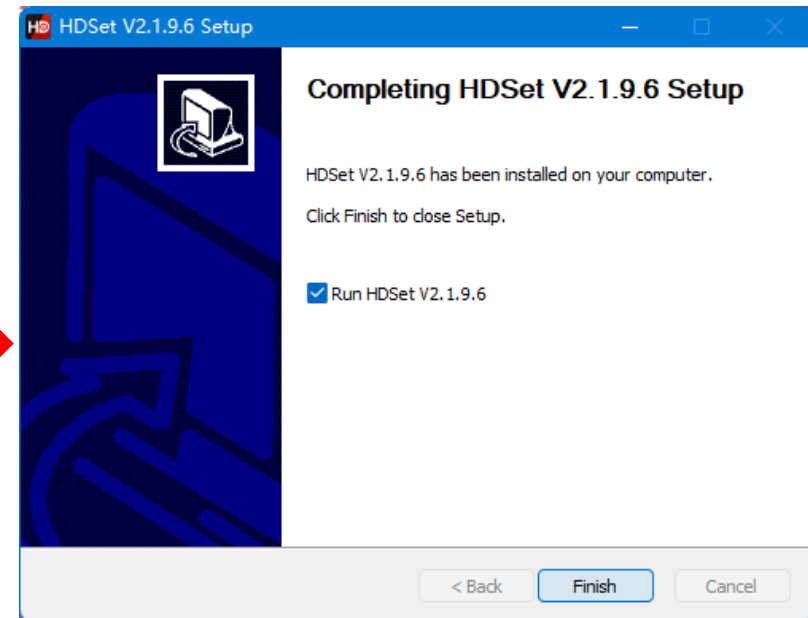 HD HDSet V2.1.9.6 Setup
Completing HDSet V2.1.9.6 Setup
HDSet V2.1.9.6 has been installed on your computer.
Click Finish to close Setup.
Run HDSet V2.1.9.6
< Back Finish Cancel